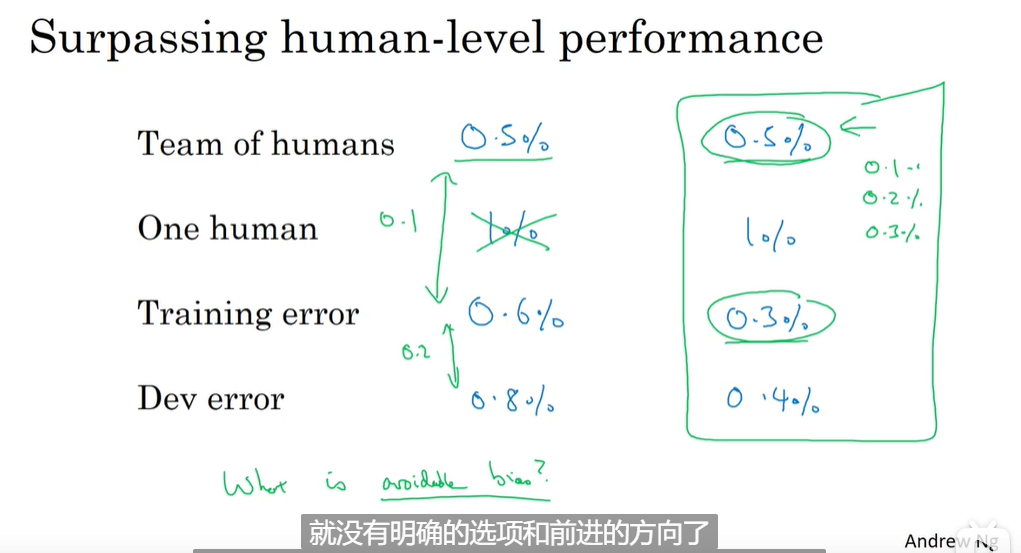 Surpassing human-level performance
Team of humans 0.5% 0.5%
0.1
0.2%
0.3%
One human 0.1 1% 1%
Training error 0.6% 0.3%
0.2
Dev error 0.8% 0.4%
What is avoidable bias?
就没有明确的选项和前进的方向了
Andrew Ng